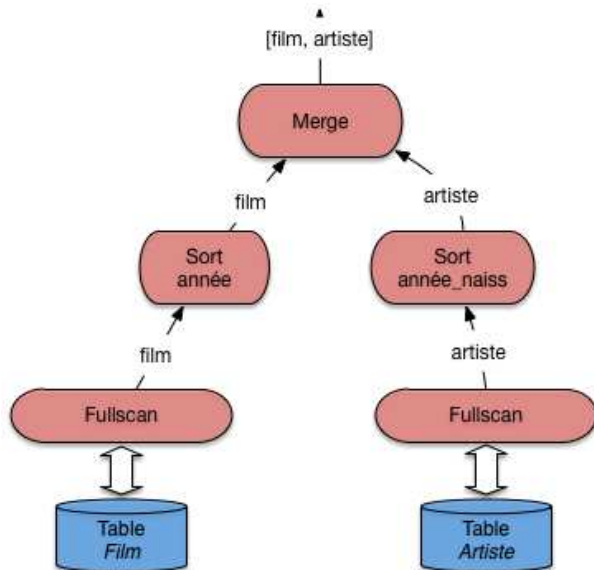 [film, artiste]
Merge
film
artiste
Sort
année
Sort
année_naiss
film
artiste
Fullscan
Fullscan
Table
Film
Table
Artiste